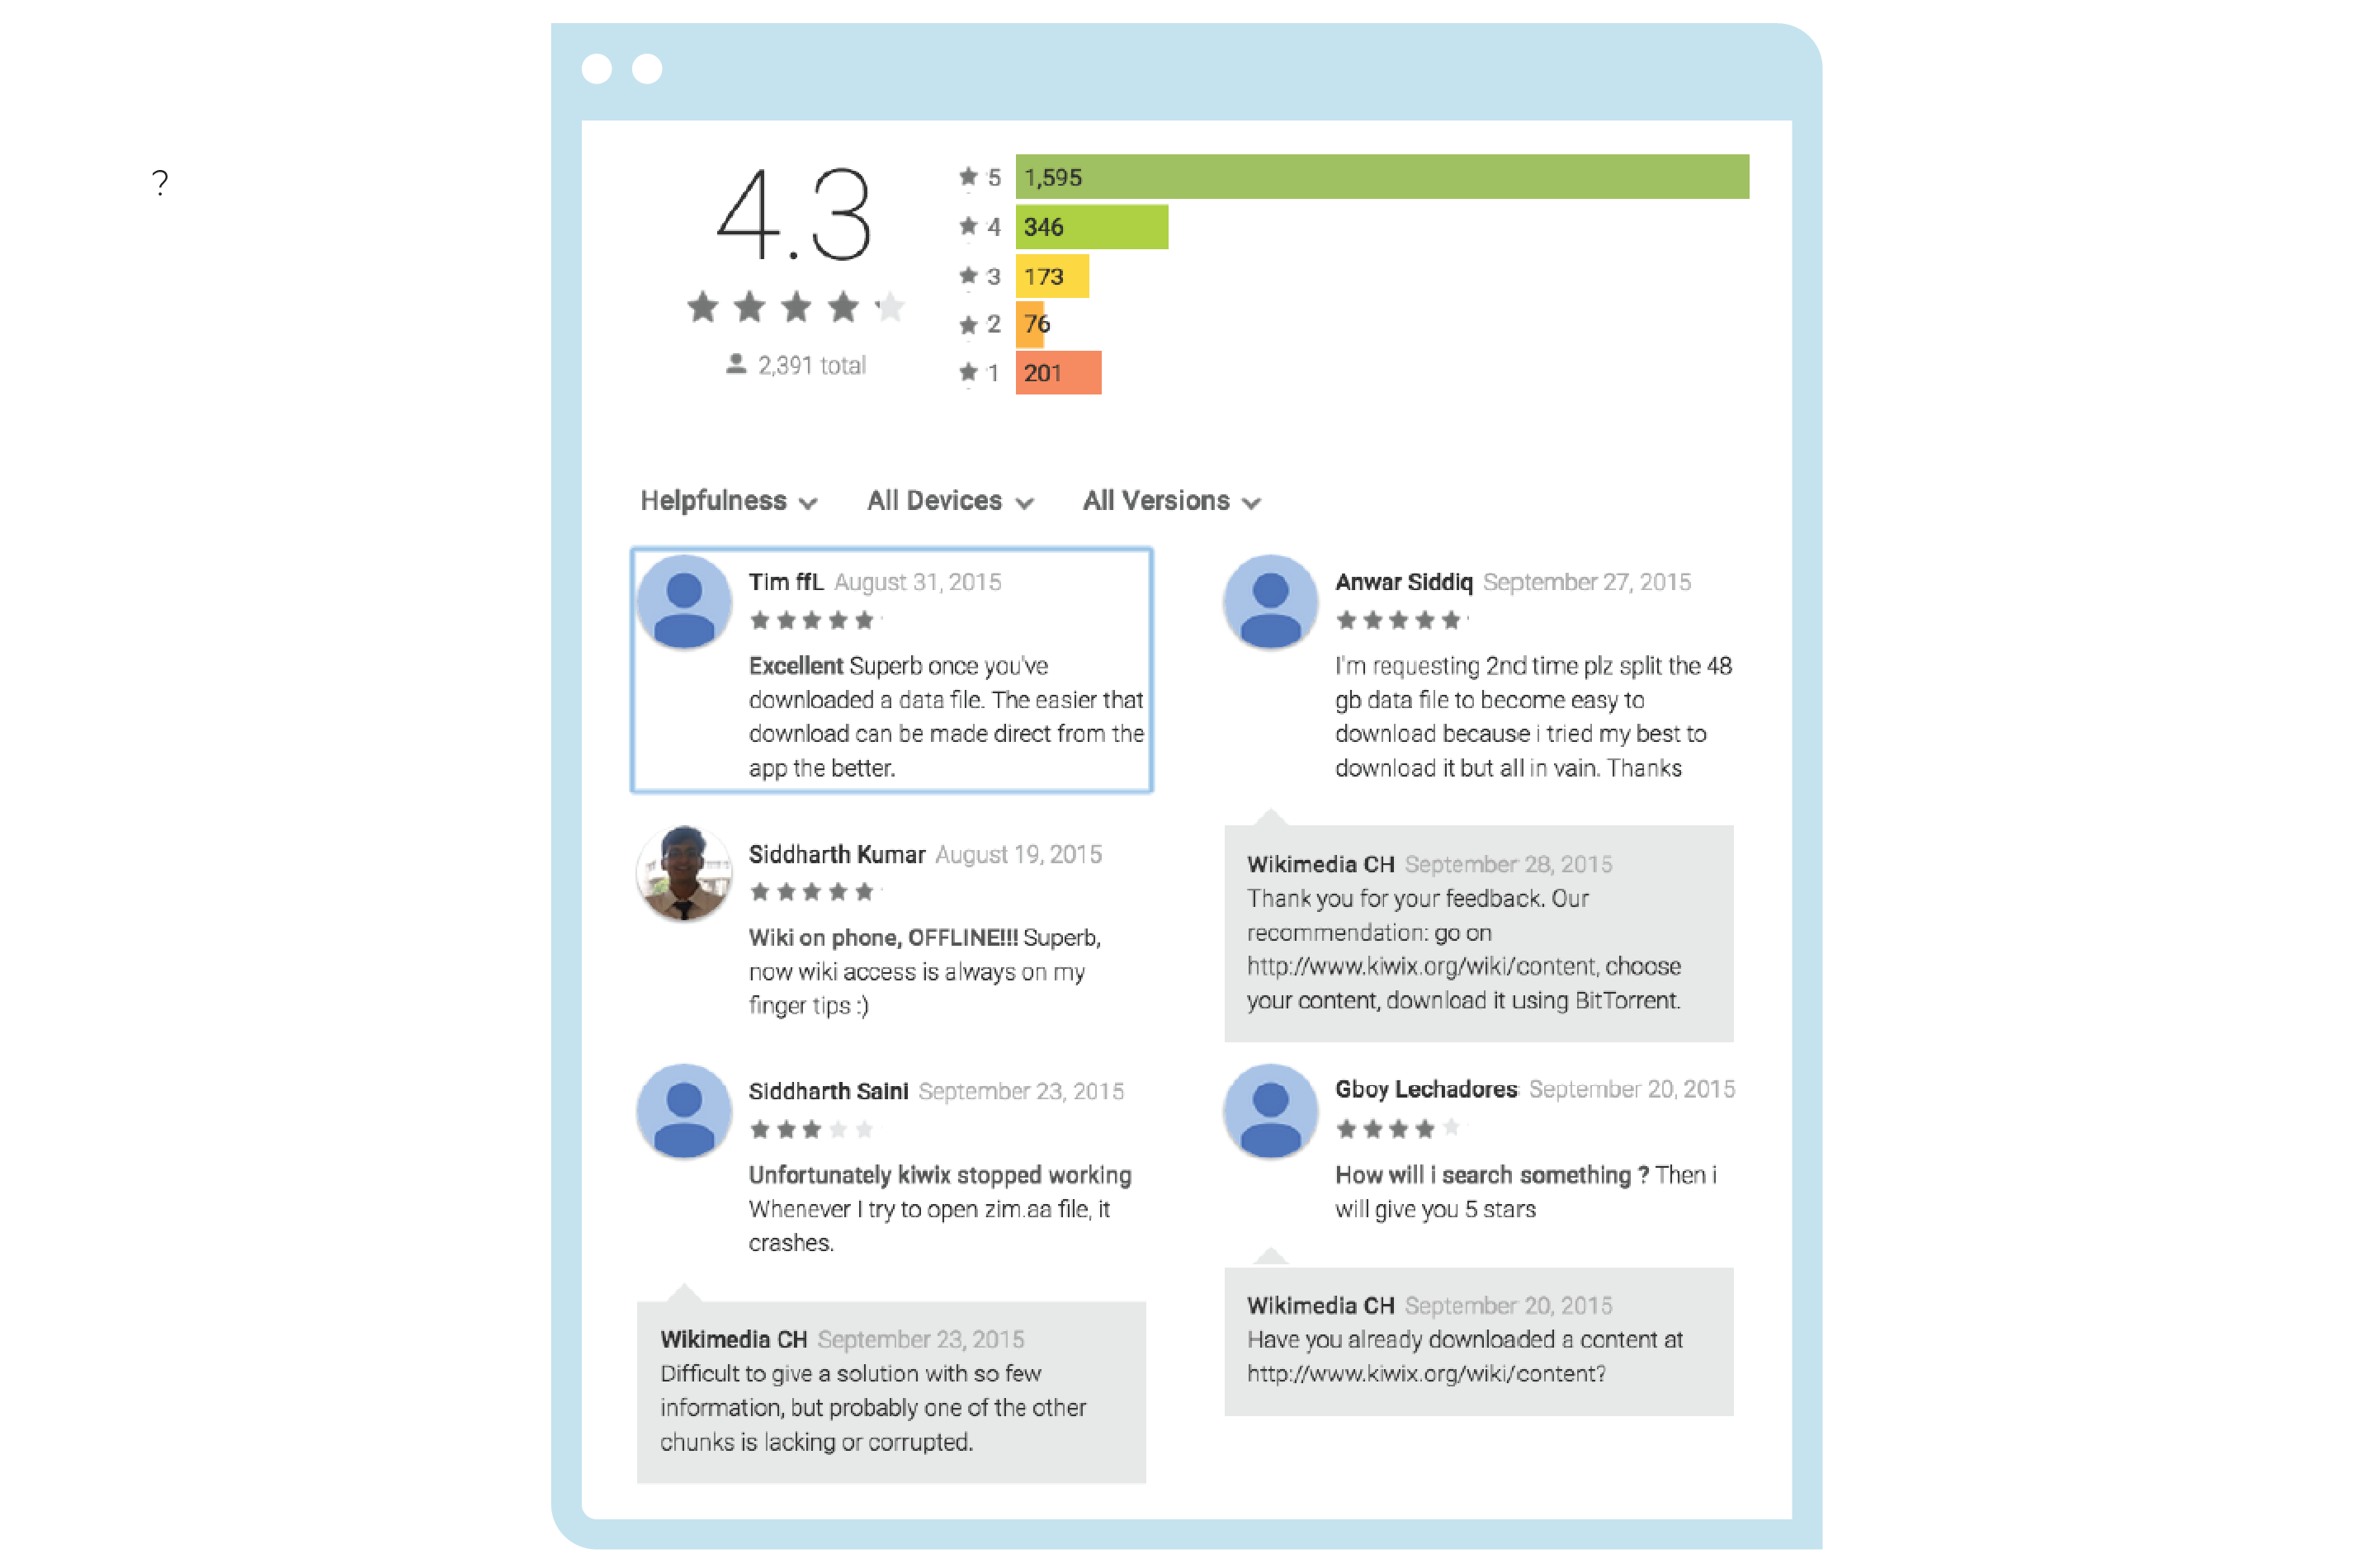 ?
4.3
2,391 total
5 1,595
4 346
3 173
2 76
1 201
Helpfulness All Devices All Versions
Tim ffL August 31, 2015
Excellent Superb once you've
downloaded a data file. The easier that
download can be made direct from the
app the better.
Siddharth Kumar August 19, 2015
Wiki on phone, OFFLINE!!! Superb,
now wiki access is always on my
finger tips :)
Siddharth Saini September 23, 2015
Unfortunately kiwix stopped working
Whenever I try to open zim.aa file, it
crashes.
Wikimedia CH September 23, 2015
Difficult to give a solution with so few
information, but probably one of the other
chunks is lacking or corrupted.
Anwar Siddiq September 27, 2015
I'm requesting 2nd time plz split the 48
gb data file to become easy to
download because i tried my best to
download it but all in vain. Thanks
Wikimedia CH September 28, 2015
Thank you for your feedback. Our
recommendation: go on
http://www.kiwix.org/wiki/content, choose
your content, download it using BitTorrent.
Gboy Lechadores September 20, 2015
How will i search something ? Then i
will give you 5 stars
Wikimedia CH September 20, 2015
Have you already downloaded a content at
http://www.kiwix.org/wiki/content?